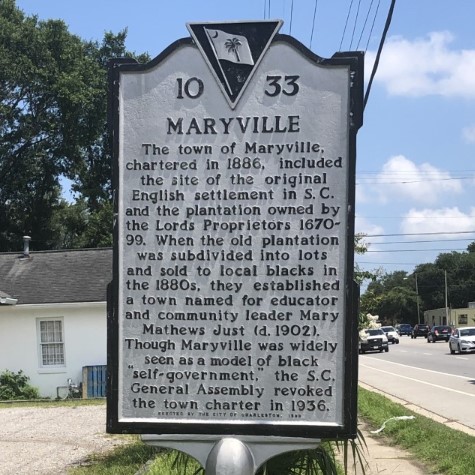 10 33
MARYVILLE
The town of Maryville,
chartered in 1886, included
the site of the original
English settlement in S.C.
and the plantation owned by
the Lords Proprietors 1670-
99. When the old plantation
was subdivided into lots
and sold to local blacks in
the 1880s, they established
a town named for educator
and community leader Mary
Mathews Just (d. 1902).
Though Maryville was widely
seen as a model of black
"self-government," the S.C.
General Assembly revoked
the town charter in 1936.
ERECTED BY THE CITY OF CHARLESTON,